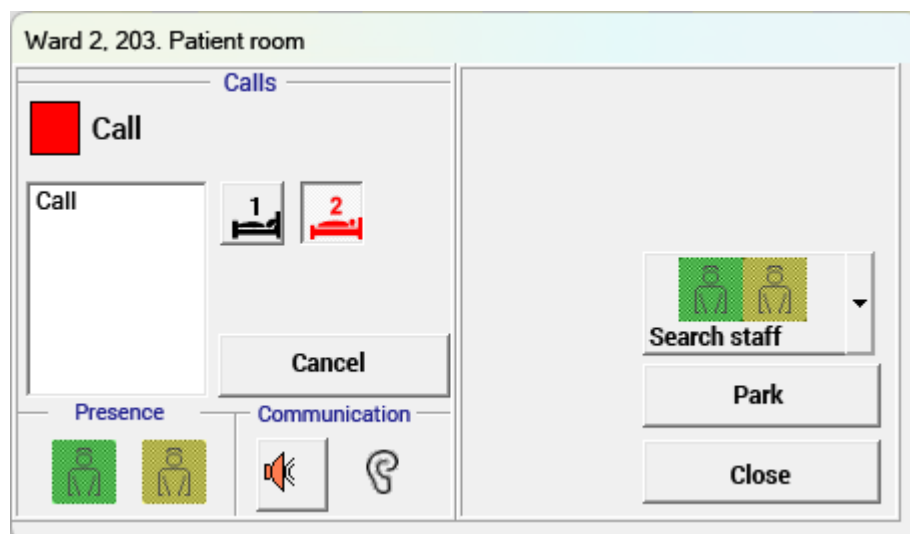 Ward 2, 203. Patient room
Calls
Call
Call
1
2
Cancel
Presence
Communication
Search staff
Park
Close